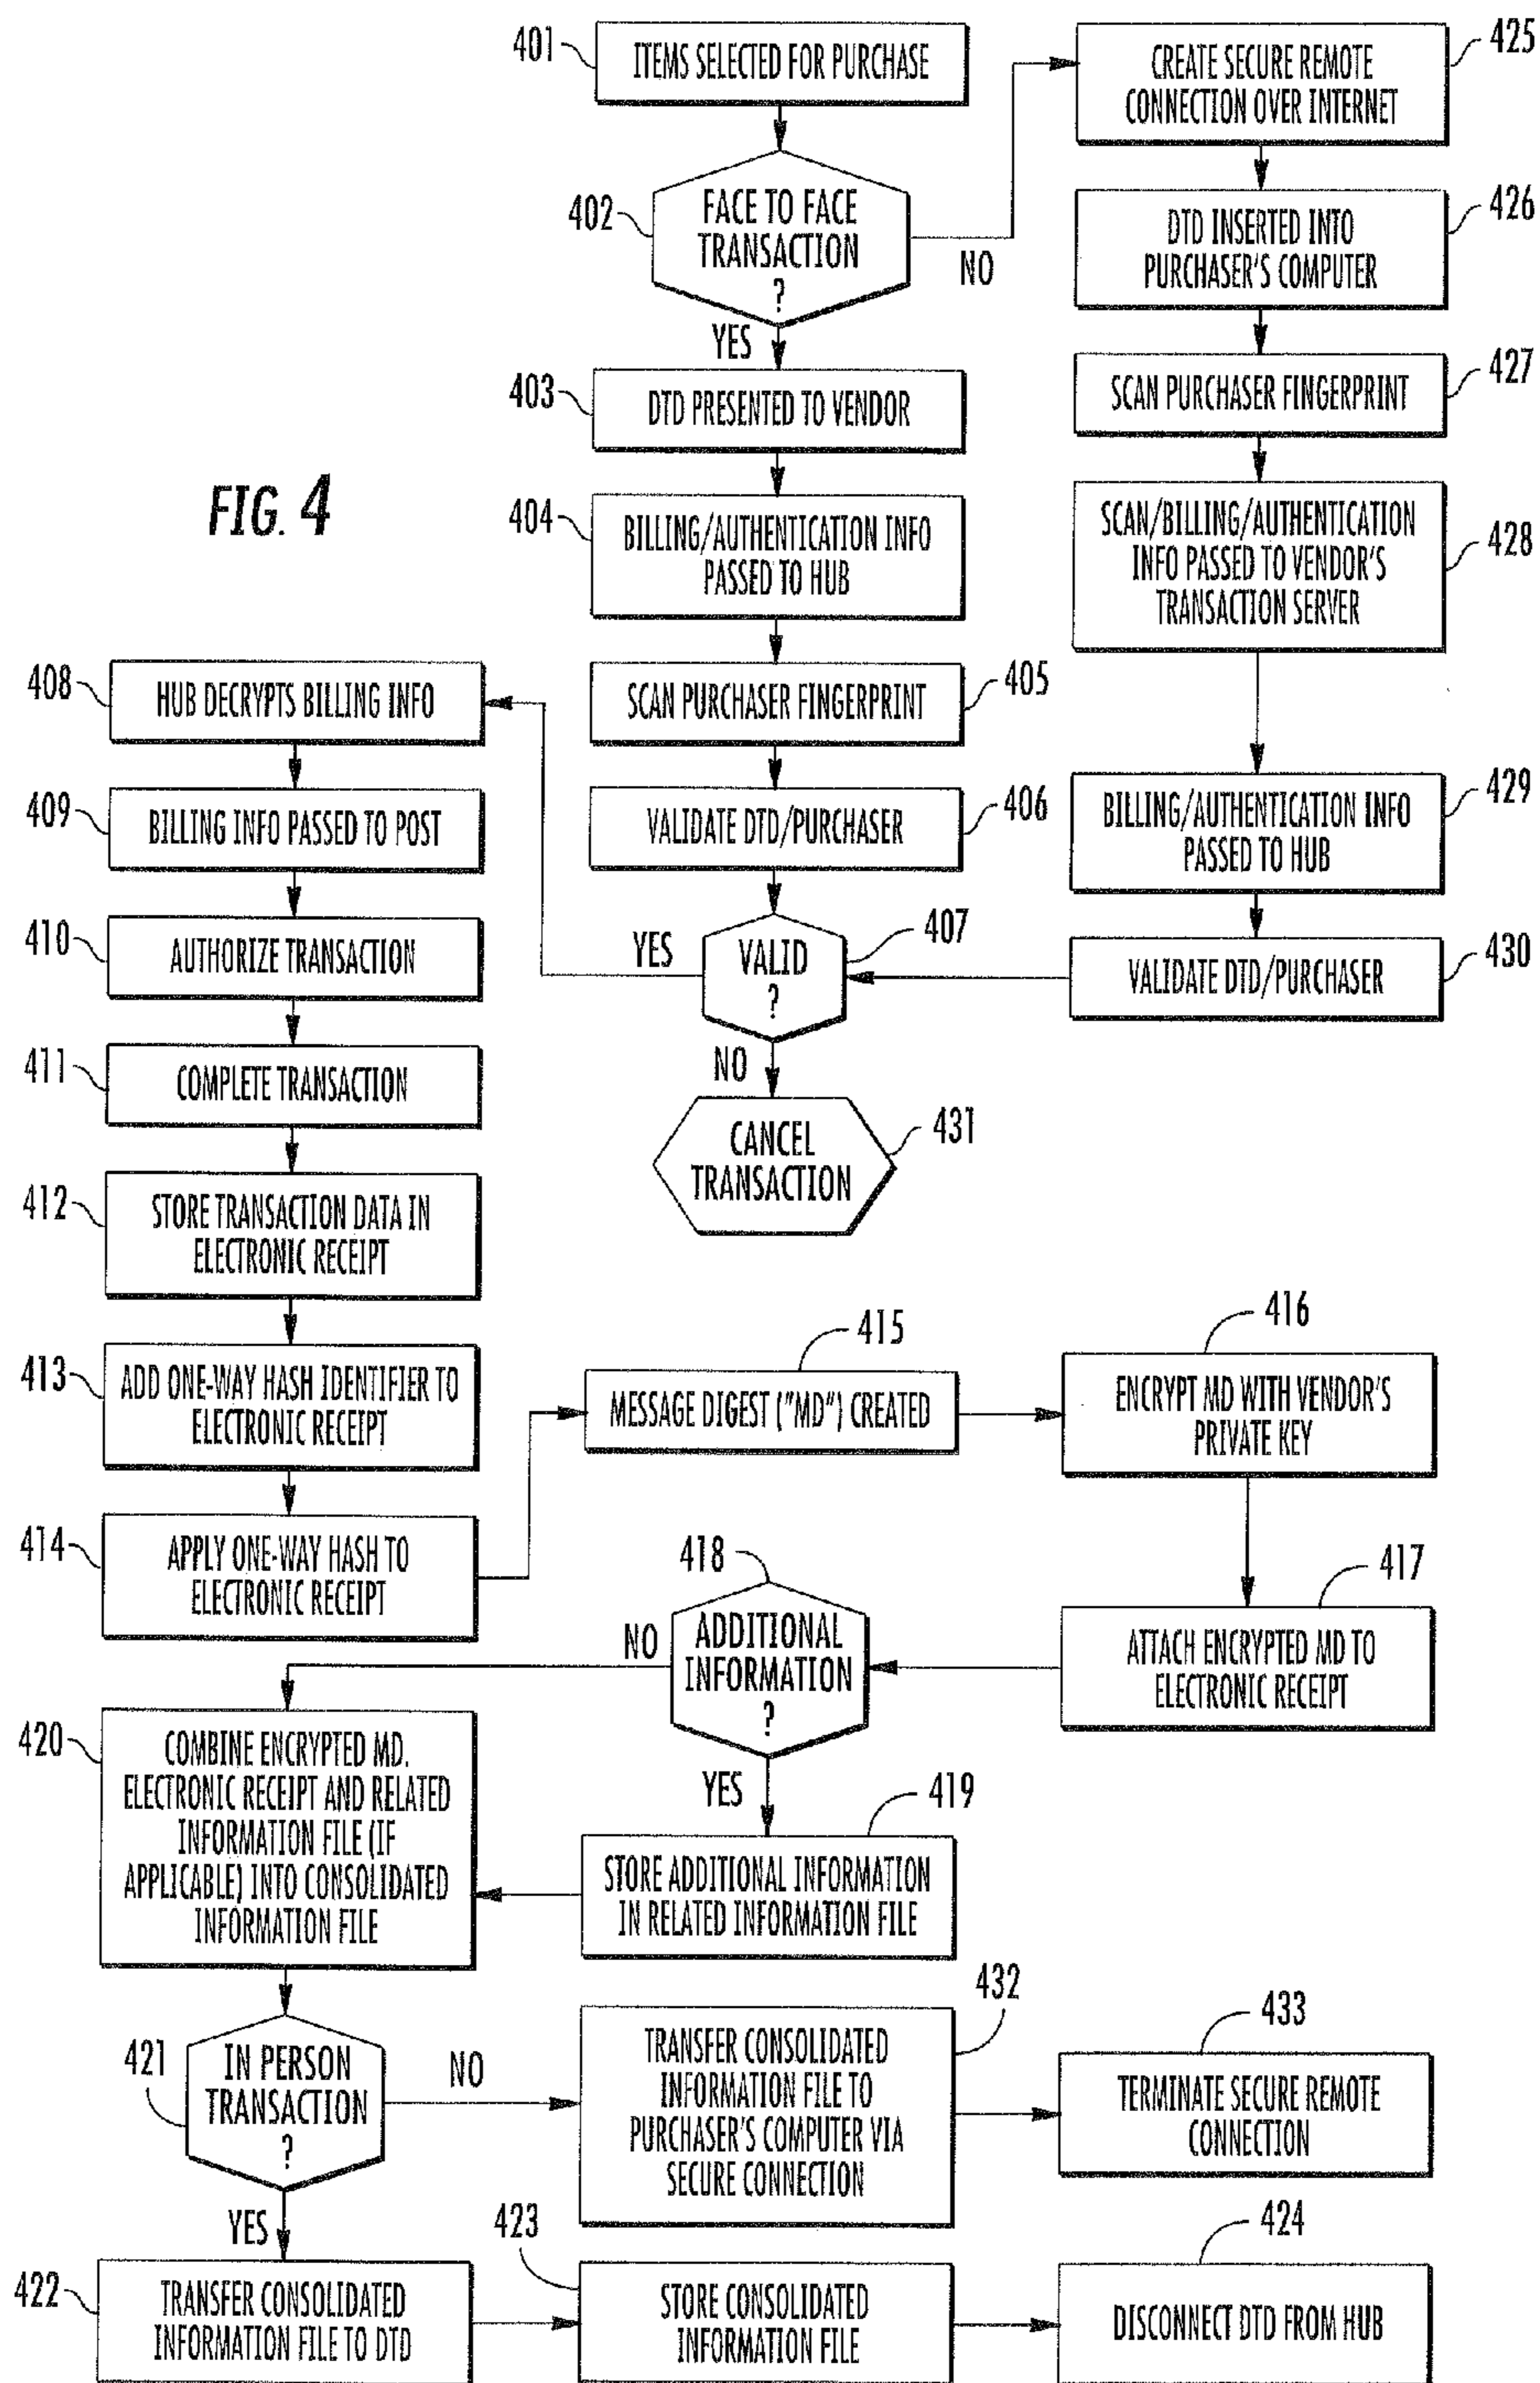 401
ITEMS SELECTED FOR PURCHASE
402
FACE TO FACE
TRANSACTION
?
NO
YES
403
DTD PRESENTED TO VENDOR
404
BILLING/AUTHENTICATION INFO
PASSED TO HUB
SCAN PURCHASER FINGERPRINT
405
VALIDATE DTD/PURCHASER
406
VALID
?
407
YES
NO
CANCEL
TRANSACTION
431
425
CREATE SECURE REMOTE
CONNECTION OVER INTERNET
426
DTD INSERTED INTO
PURCHASER'S COMPUTER
427
SCAN PURCHASER FINGERPRINT
428
SCAN/BILLING/AUTHENTICATION
INFO PASSED TO VENDOR'S
TRANSACTION SERVER
429
BILLING/AUTHENTICATION INFO
PASSED TO HUB
430
VALIDATE DTD/PURCHASER
FIG. 4
408
HUB DECRYPTS BILLING INFO
409
BILLING INFO PASSED TO POST
410
AUTHORIZE TRANSACTION
411
COMPLETE TRANSACTION
412
STORE TRANSACTION DATA IN
ELECTRONIC RECEIPT
413
ADD ONE-WAY HASH IDENTIFIER TO
ELECTRONIC RECEIPT
414
APPLY ONE-WAY HASH TO
ELECTRONIC RECEIPT
415
MESSAGE DIGEST ("MD") CREATED
416
ENCRYPT MD WITH VENDOR'S
PRIVATE KEY
417
ATTACH ENCRYPTED MD TO
ELECTRONIC RECEIPT
418
ADDITIONAL
INFORMATION
?
NO
YES
419
STORE ADDITIONAL INFORMATION
IN RELATED INFORMATION FILE
420
COMBINE ENCRYPTED MD.
ELECTRONIC RECEIPT AND RELATED
INFORMATION FILE (IF
APPLICABLE) INTO CONSOLIDATED
INFORMATION FILE
421
IN PERSON
TRANSACTION
?
NO
YES
432
TRANSFER CONSOLIDATED
INFORMATION FILE TO
PURCHASER'S COMPUTER VIA
SECURE CONNECTION
433
TERMINATE SECURE REMOTE
CONNECTION
422
TRANSFER CONSOLIDATED
INFORMATION FILE TO DTD
423
STORE CONSOLIDATED
INFORMATION FILE
424
DISCONNECT DTD FROM HUB